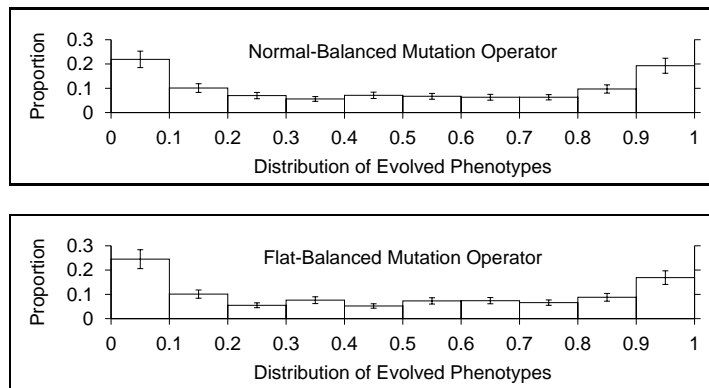 Proportion
0.3
0.2
0.1
0
Normal-Balanced Mutation Operator
0 0.1 0.2 0.3 0.4 0.5 0.6 0.7 0.8 0.9 1
Distribution of Evolved Phenotypes
Proportion
0.3
0.2
0.1
0
Flat-Balanced Mutation Operator
0 0.1 0.2 0.3 0.4 0.5 0.6 0.7 0.8 0.9 1
Distribution of Evolved Phenotypes